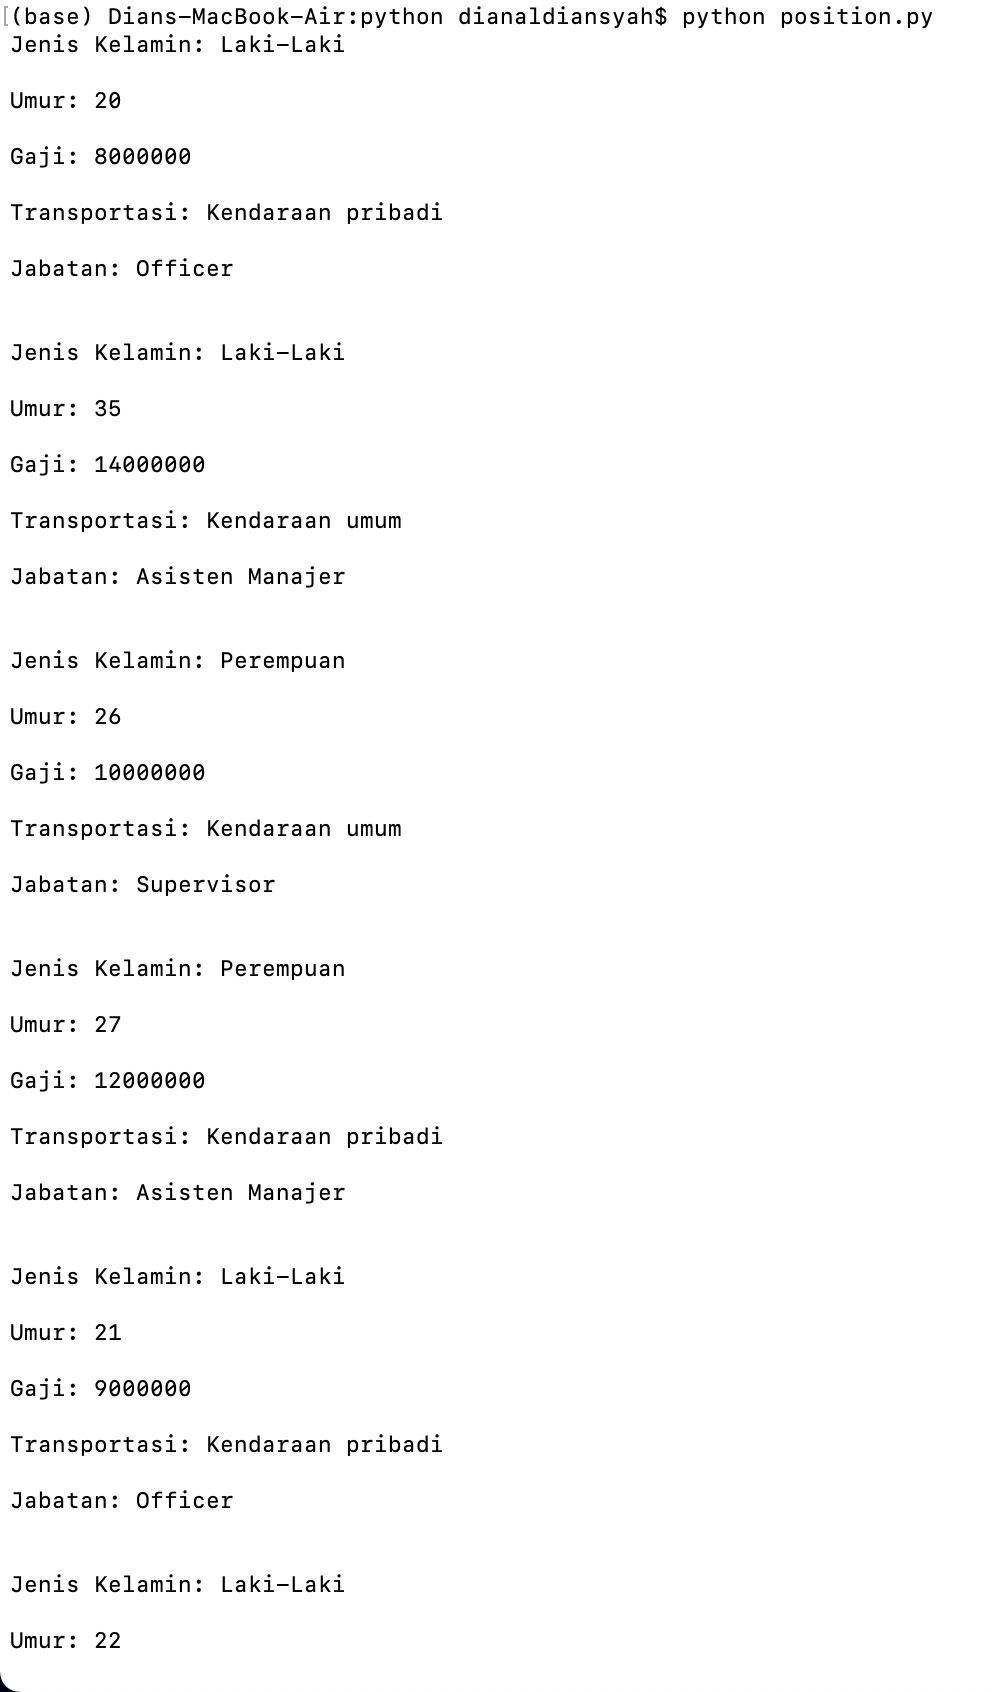 [(base) Dians-MacBook-Air:python dianaldiansyah$ python position.py
Jenis Kelamin: Laki-Laki
Umur: 20
Gaji: 8000000
Transportasi: Kendaraan pribadi
Jabatan: Officer
Jenis Kelamin: Laki-Laki
Umur: 35
Gaji: 14000000
Transportasi: Kendaraan umum
Jabatan: Asisten Manajer
Jenis Kelamin: Perempuan
Umur: 26
Gaji: 10000000
Transportasi: Kendaraan umum
Jabatan: Supervisor
Jenis Kelamin: Perempuan
Umur: 27
Gaji: 12000000
Transportasi: Kendaraan pribadi
Jabatan: Asisten Manajer
Jenis Kelamin: Laki-Laki
Umur: 21
Gaji: 9000000
Transportasi: Kendaraan pribadi
Jabatan: Officer
Jenis Kelamin: Laki-Laki
Umur: 22